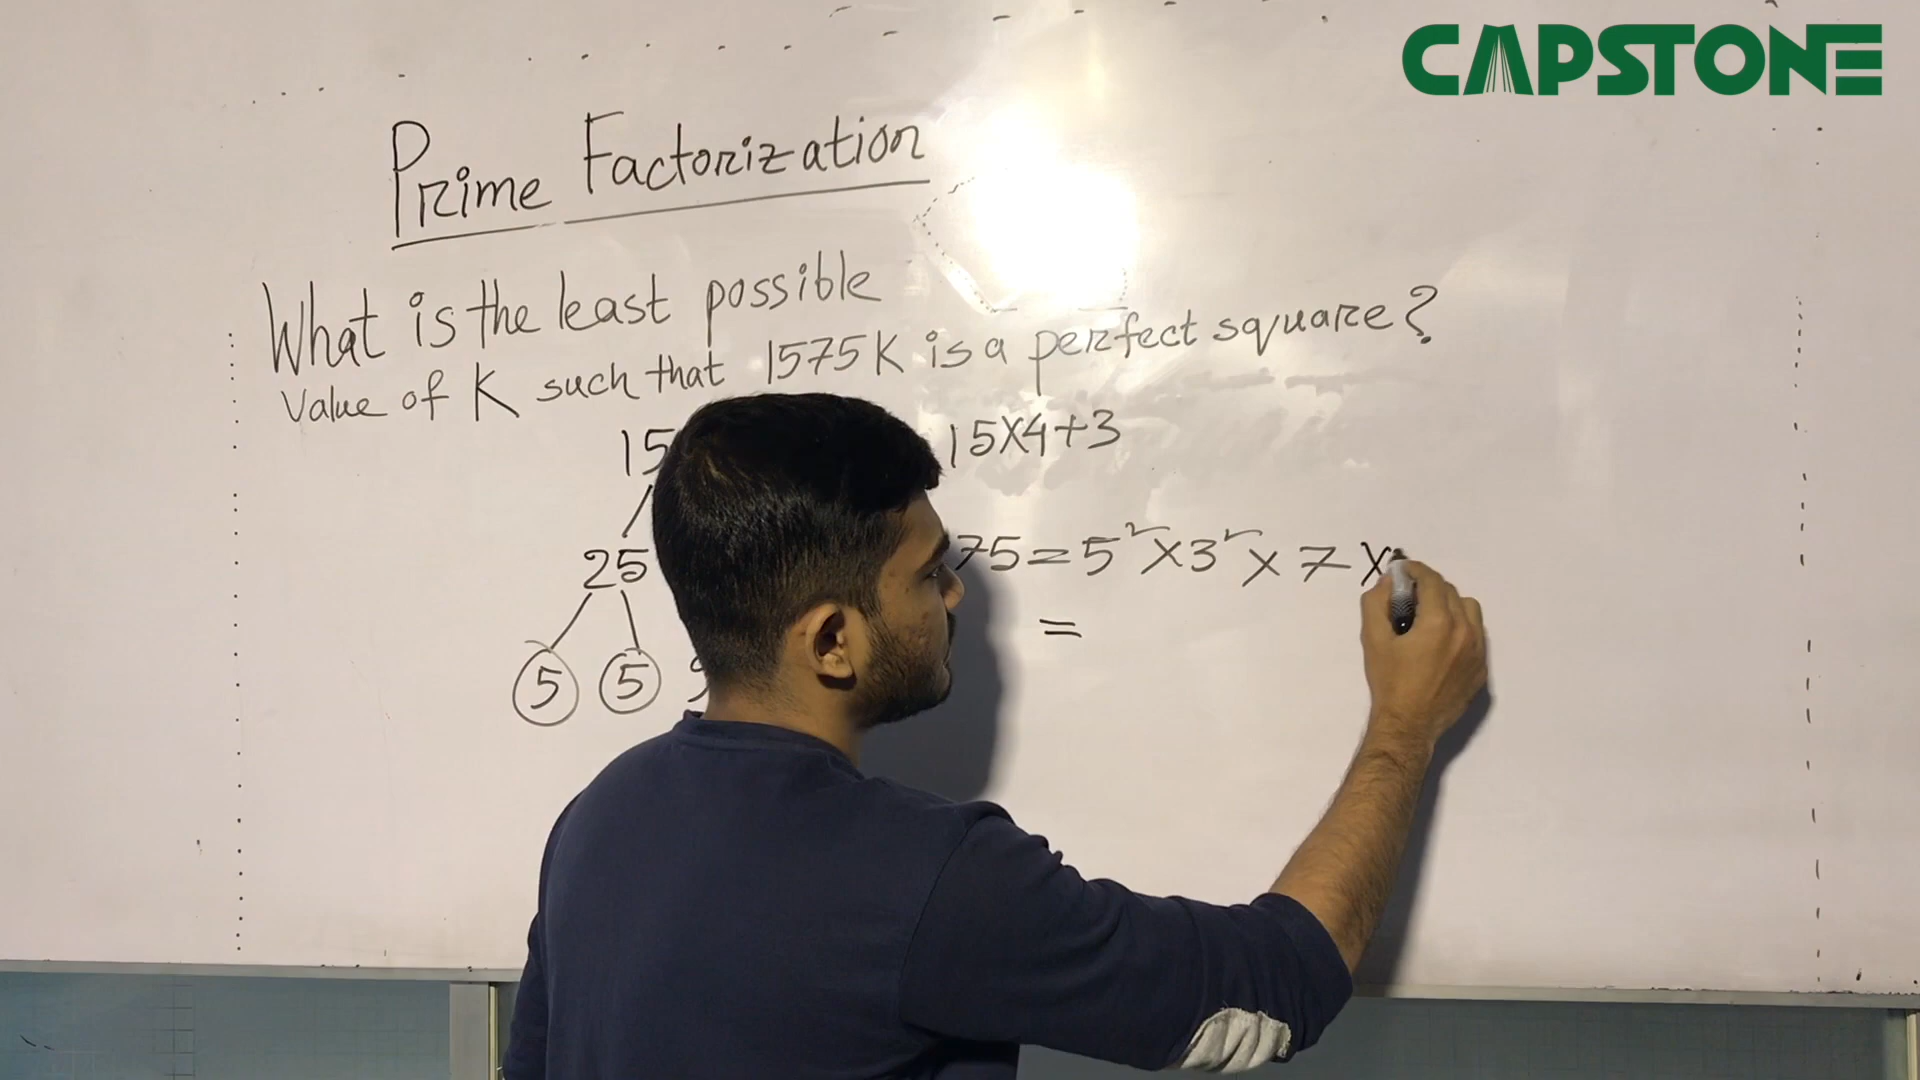 CAPSTONE
Prime Factorization
What is the least possible
value of K such that 1575K is a perfect square?
15
15X4+3
25
75=5²X3²X7X
=
5 5